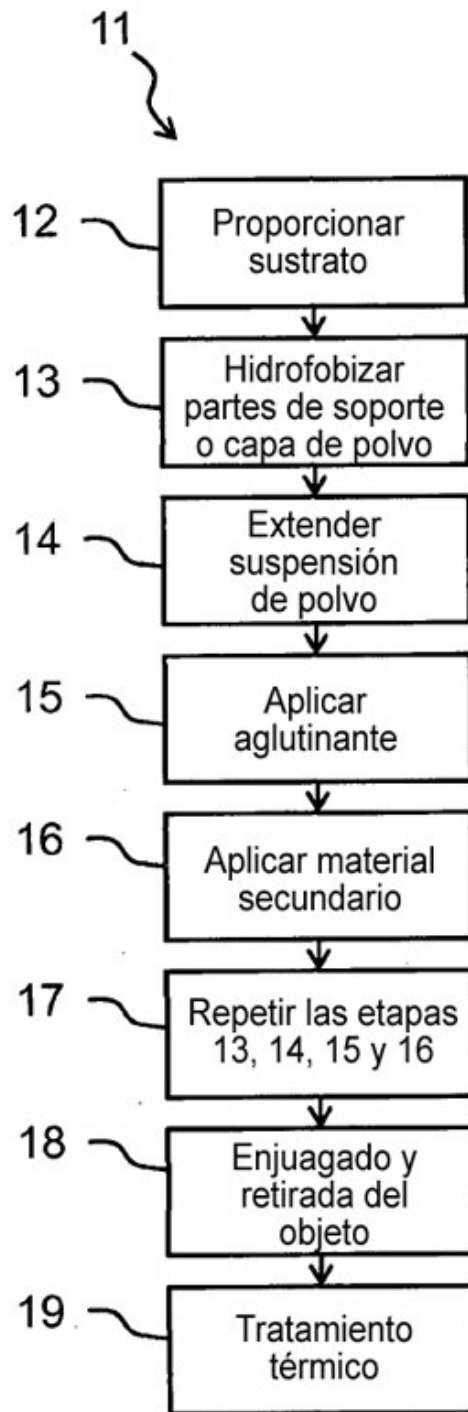 11
12
Proporcionar
sustrato
13
Hidrofobizar
partes de soporte
o capa de polvo
14
Extender
suspensión
de polvo
15
Aplicar
aglutinante
16
Aplicar material
secundario
17
Repetir las etapas
13, 14, 15 y 16
18
Enjuagado y
retirada del
objeto
19
Tratamiento
térmico